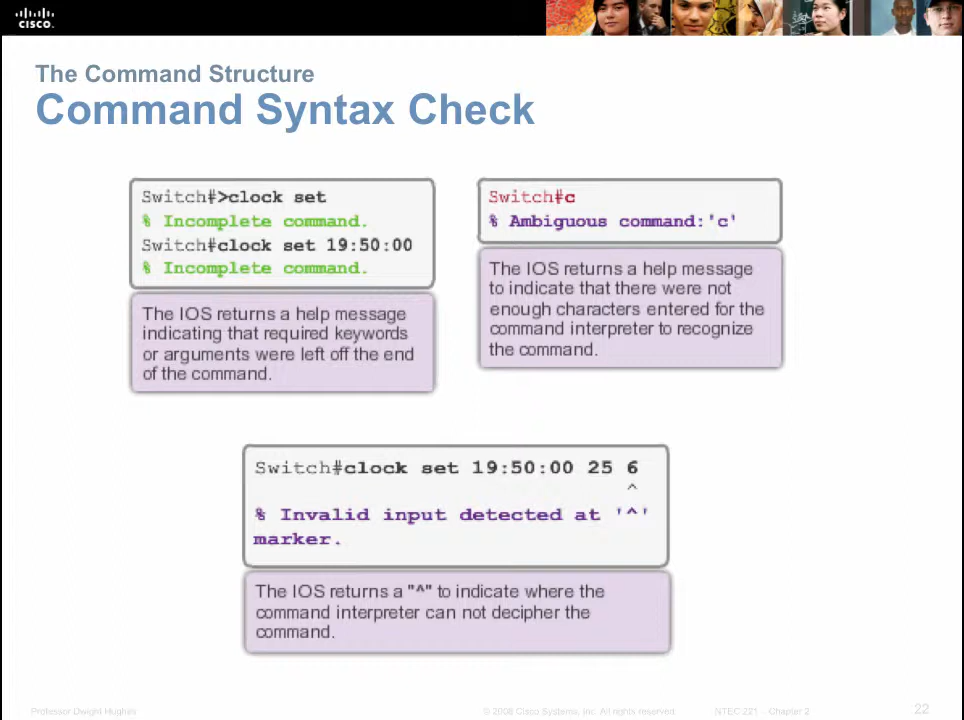 cisco.
The Command Structure
Command Syntax Check
Switch#>clock set
% Incomplete command.
Switch#clock set 19:50:00
% Incomplete command.
The IOS returns a help message
indicating that required keywords
or arguments were left off the end
of the command.
Switch#c
% Ambiguous command:'c'
The IOS returns a help message
to indicate that there were not
enough characters entered for the
command interpreter to recognize
the command.
Switch#clock set 19:50:00 25 6
^
% Invalid input detected at '^'
marker.
The IOS returns a "^" to indicate where the
command interpreter can not decipher the
command.
Professor Dwight Hughes
© 2008 Cisco Systems, Inc. All rights reserved.
NTEC 221 - Chapter 2
22